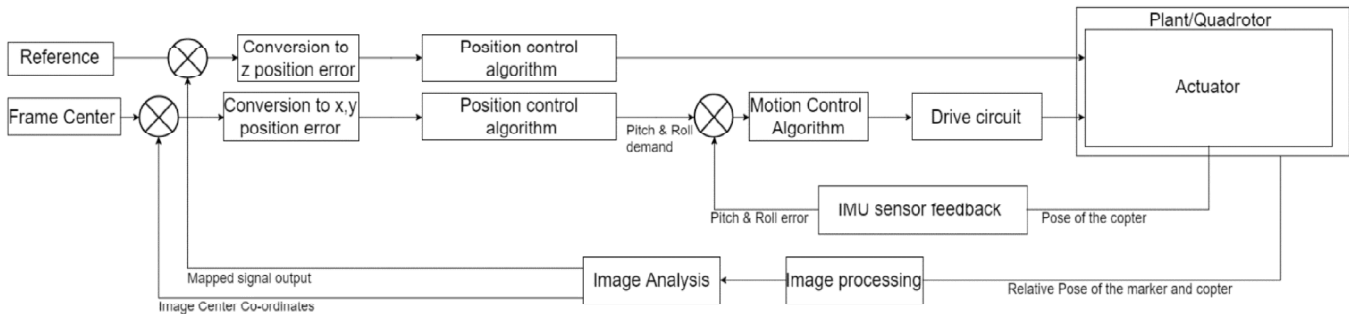 Plant/Quadrotor
Reference
Conversion to
z position error
Position control
algorithm
Actuator
Frame Center
Conversion to x,y
position error
Position control
algorithm
Pitch & Roll
demand
Motion Control
Algorithm
Drive circuit
Pitch & Roll error
IMU sensor feedback
Pose of the copter
Mapped signal output
Image Analysis
Image processing
Relative Pose of the marker and copter
Image Center Co-ordinates